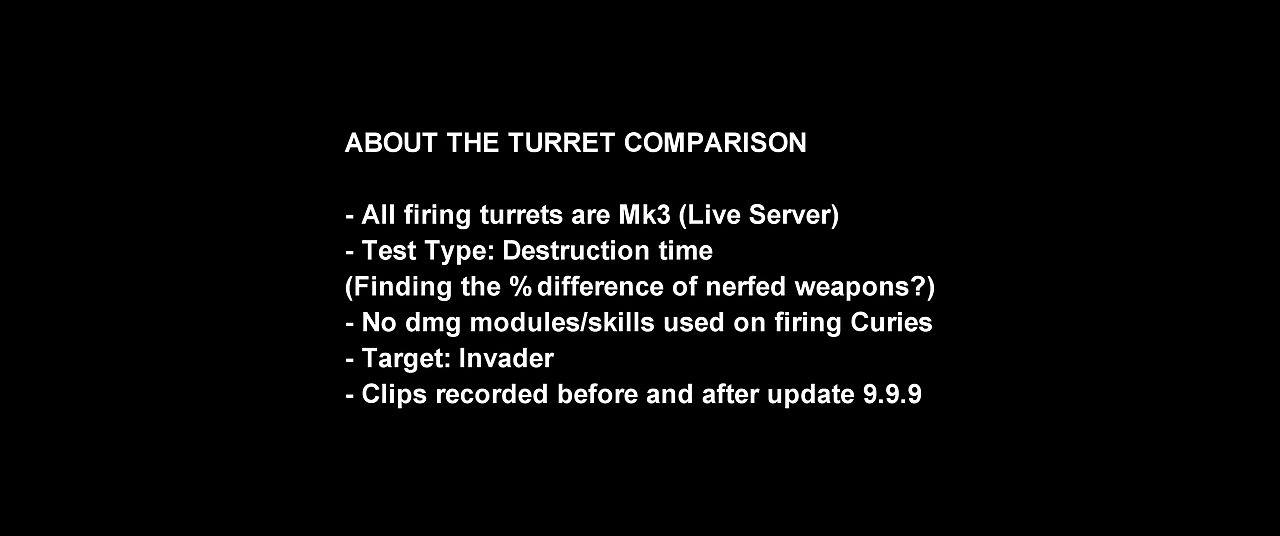 ABOUT THE TURRET COMPARISON
- All firing turrets are Mk3 (Live Server)
- Test Type: Destruction time
(Finding the % difference of nerfed weapons?)
- No dmg modules/skills used on firing Curies
- Target: Invader
- Clips recorded before and after update 9.9.9